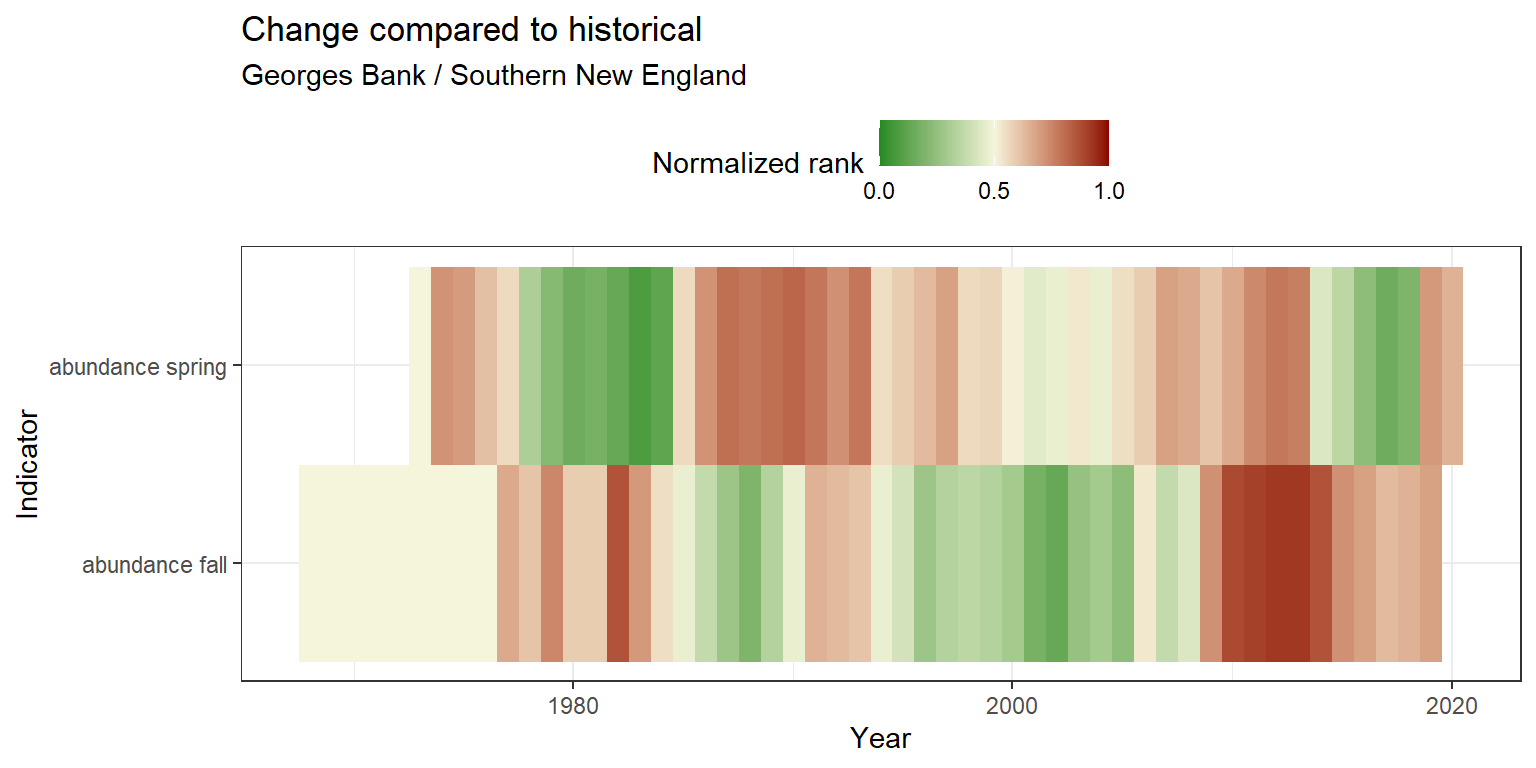 Change compared to historical
Georges Bank / Southern New England
Normalized rank
0.0 0.5 1.0
Indicator
abundance spring
abundance fall
1980 2000 2020
Year